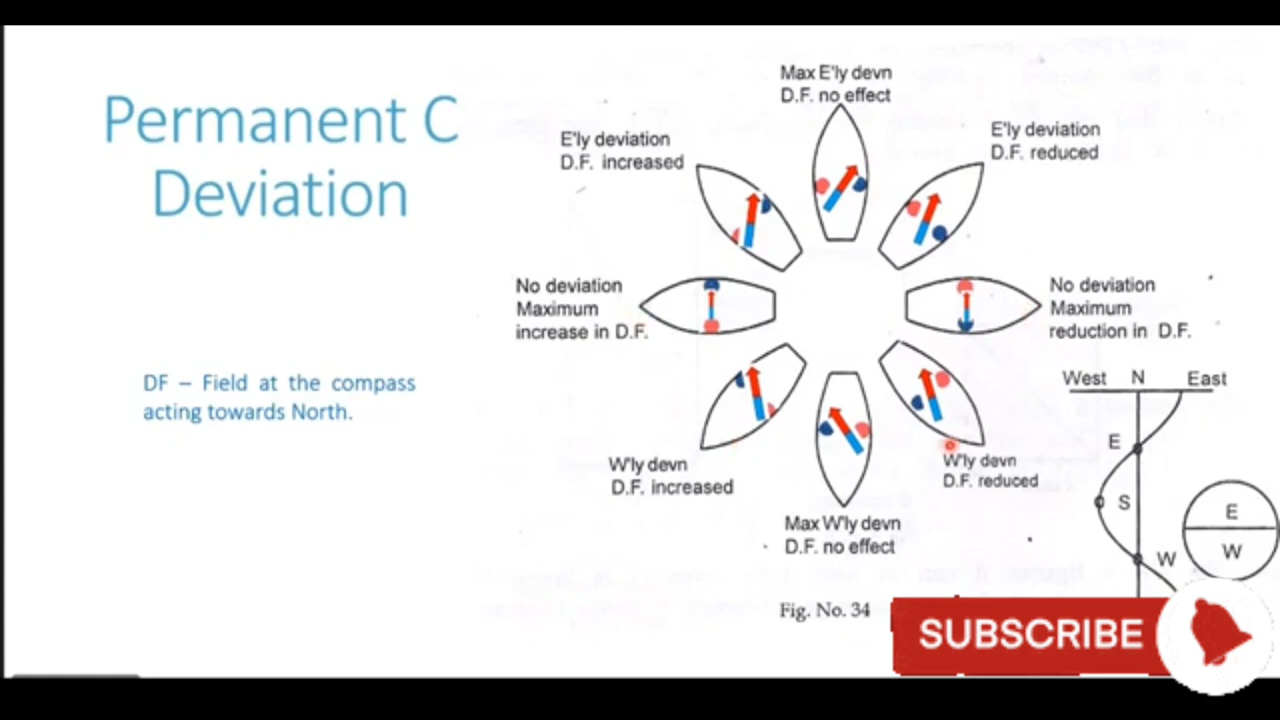 Permanent C
Deviation
DF – Field at the compass
acting towards North.
Max E'ly devn
D.F. no effect
E'ly deviation
D.F. increased
E'ly deviation
D.F. reduced
No deviation
Maximum
increase in D.F.
No deviation
Maximum
reduction in D.F.
W'ly devn
D.F. increased
W'ly devn
D.F. reduced
Max W'ly devn
D.F. no effect
West N East
E
S
W
E
W
Fig. No. 34
SUBSCRIBE